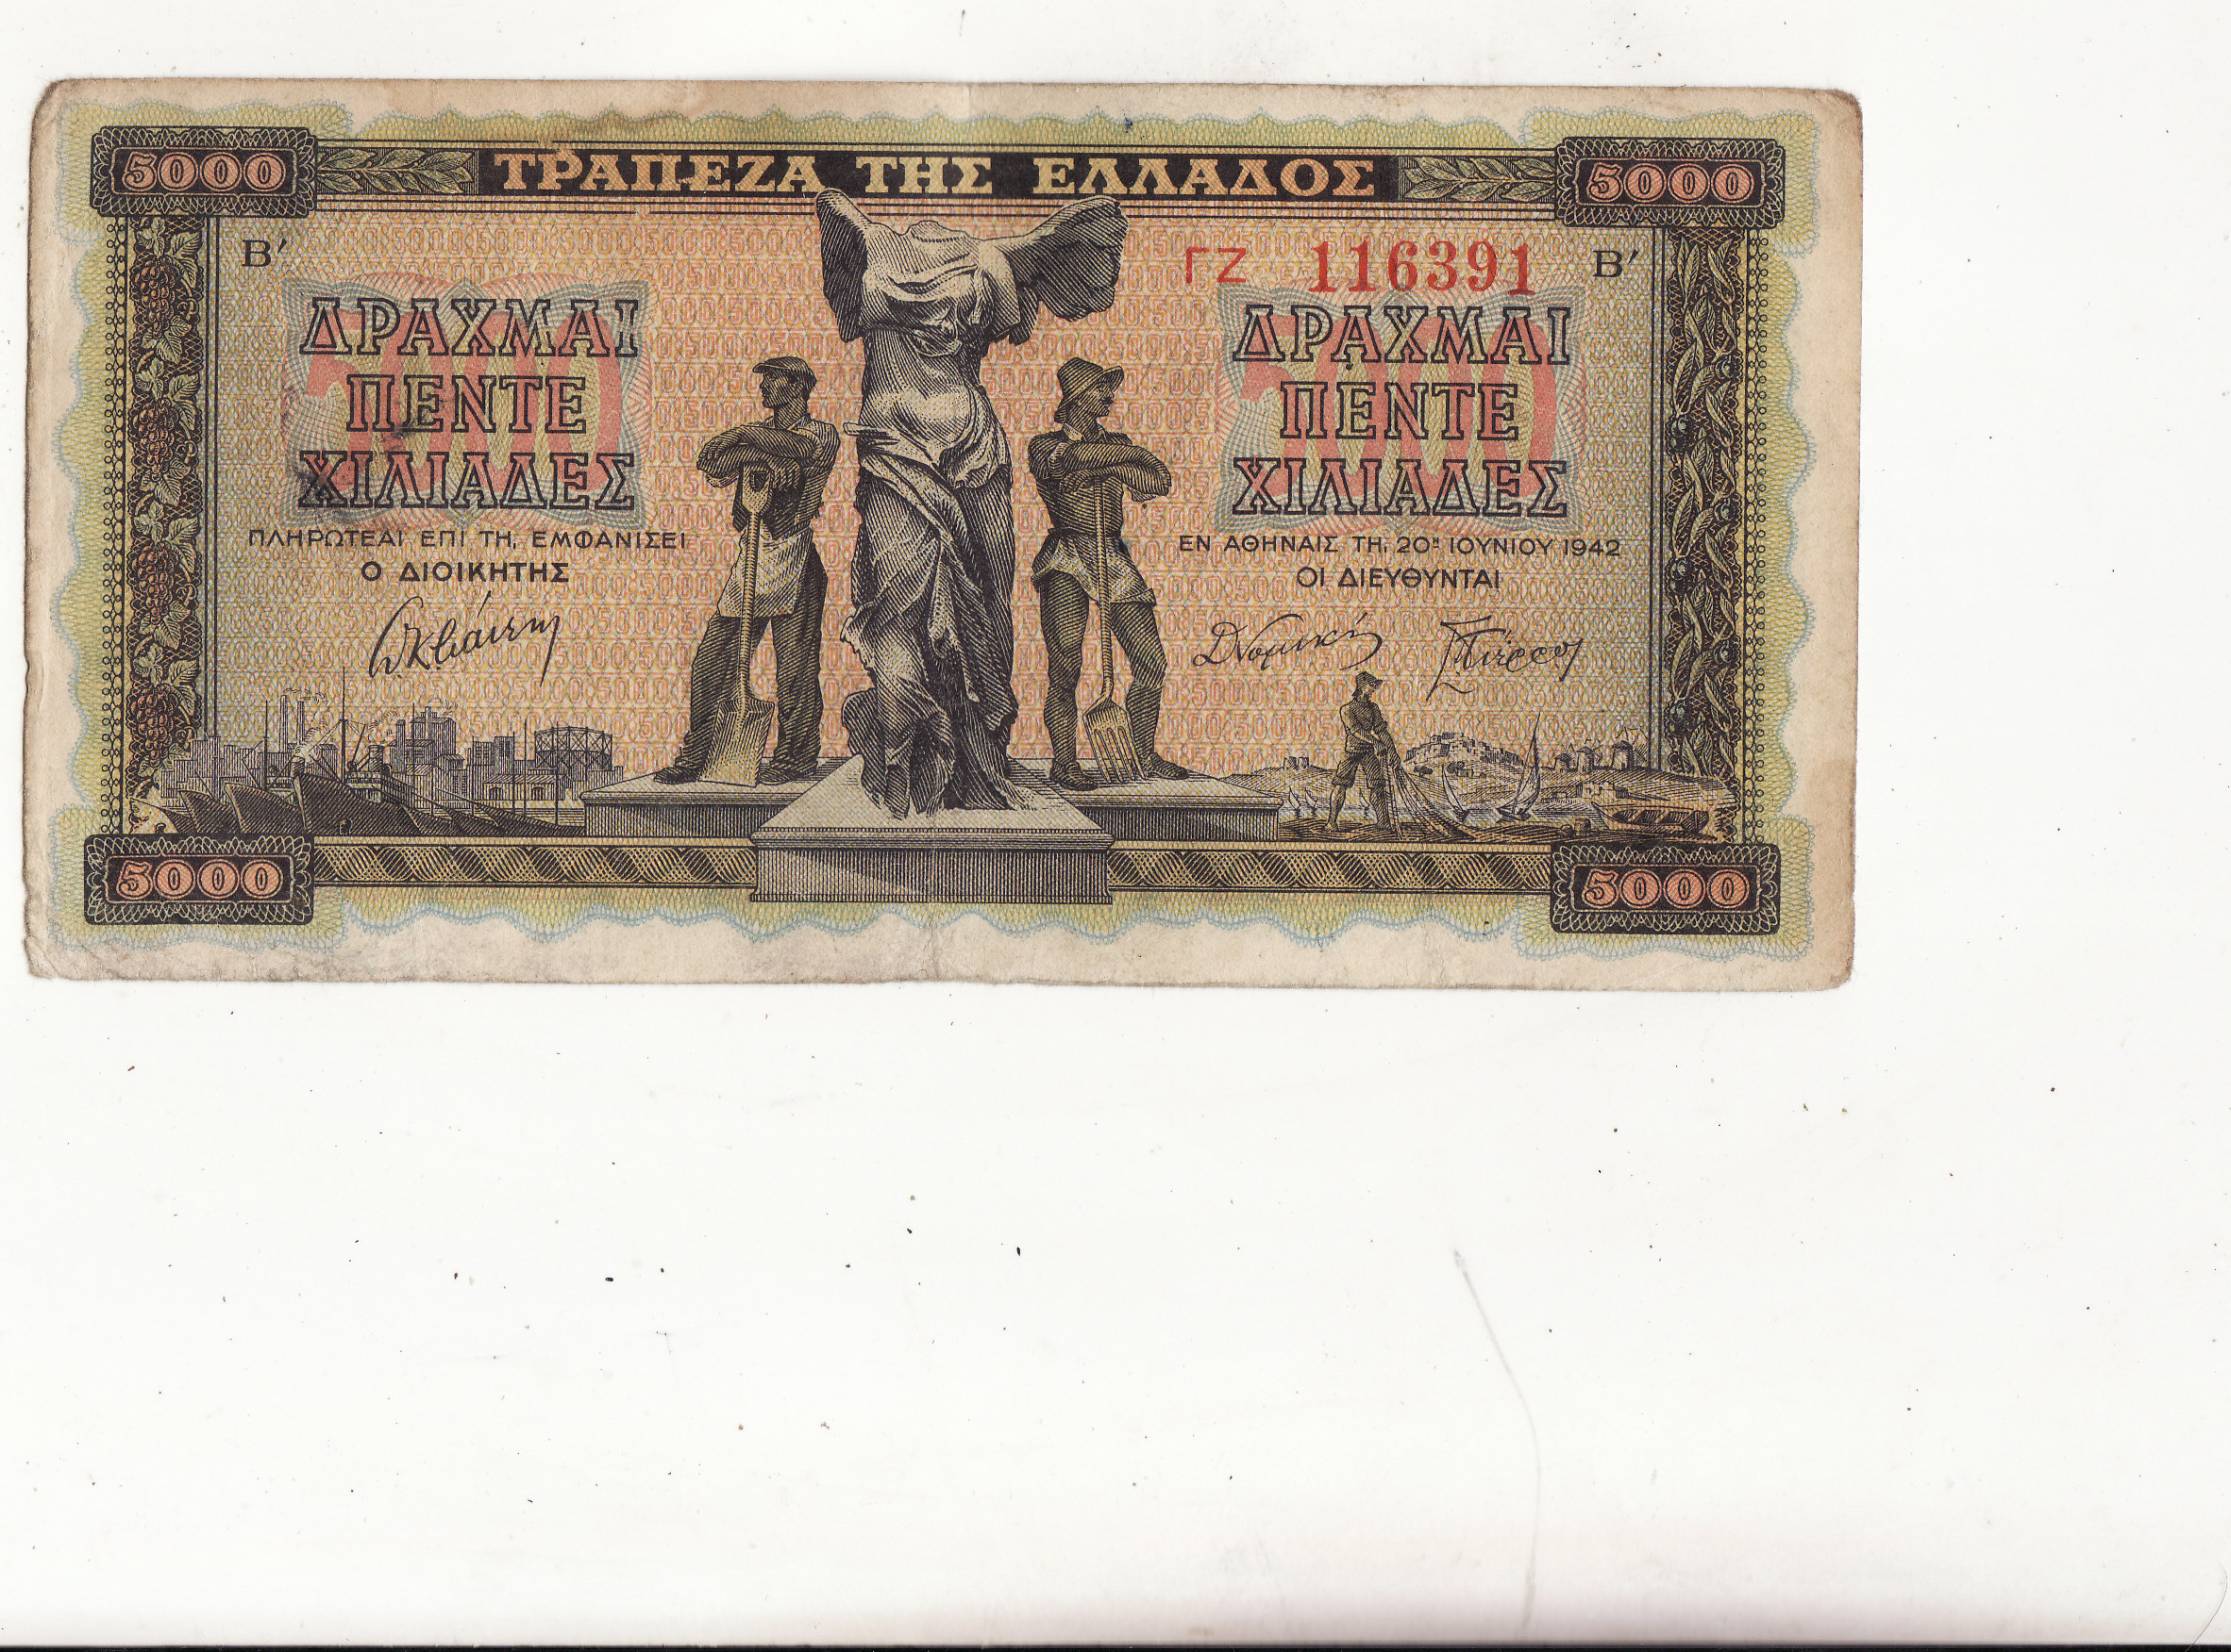 5000 ΤΡΑΠΕΖΑ ΤΗΣ ΕΛΛΑΔΟΣ 5000
Β′ ΓΖ 116391 Β′
ΔΡΑΧΜΑΙ
ΠΕΝΤΕ
ΧΙΛΙΑΔΕΣ
ΠΛΗΡΩΤΕΑΙ ΕΠΙ ΤΗ, ΕΜΦΑΝΙΣΕΙ
Ο ΔΙΟΙΚΗΤΗΣ
ΔΡΑΧΜΑΙ
ΠΕΝΤΕ
ΧΙΛΙΑΔΕΣ
ΕΝ ΑΘΗΝΑΙΣ ΤΗ, 20ῌ ΙΟΥΝΙΟΥ 1942
ΟΙ ΔΙΕΥΘΥΝΤΑΙ
5000 5000